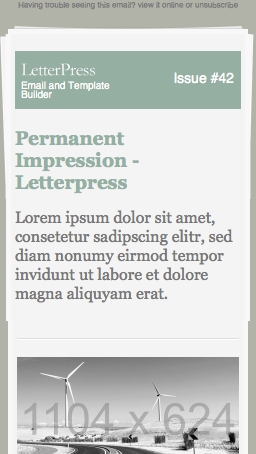 Having trouble seeing this email? view it online or unsubscribe
LetterPress
Email and Template
Builder
Issue #42
Permanent
Impression -
Letterpress
Lorem ipsum dolor sit amet,
consetetur sadipscing elitr, sed
diam nonumy eirmod tempor
invidunt ut labore et dolore
magna aliquyam erat.
1104 x 624